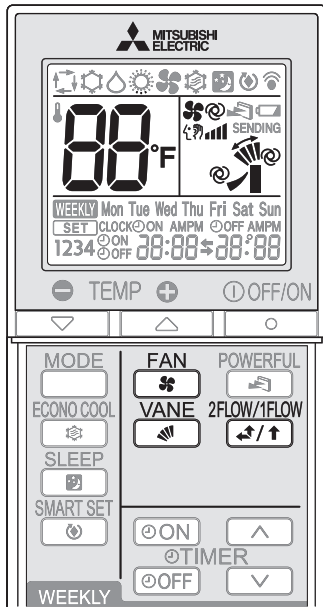 MITSUBISHI
ELECTRIC
88°F
SENDING
WEEKLY Mon Tue Wed Thu Fri Sat Sun
SET CLOCK ON AMPM OFF AMPM
1234 ON OFF 88:88 88:88
TEMP OFF/ON
MODE FAN POWERFUL
ECONO COOL VANE 2FLOW/1FLOW
SLEEP
SMART SET
ON
TIMER
OFF
WEEKLY